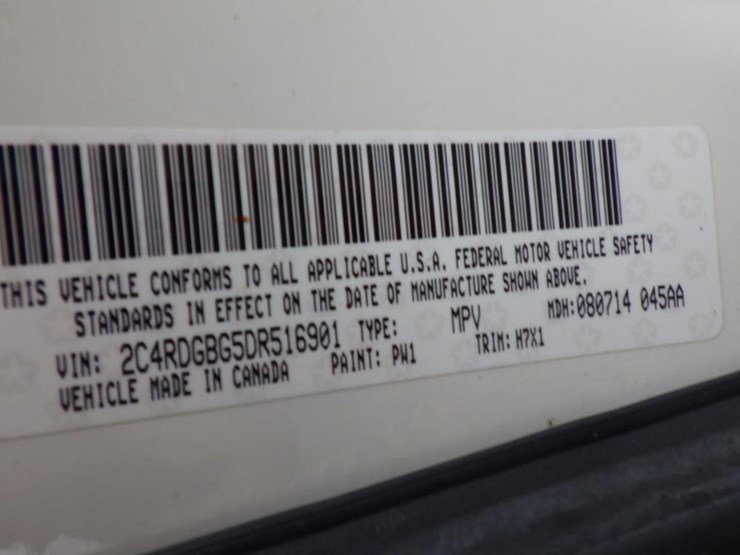 THIS VEHICLE CONFORMS TO ALL APPLICABLE U.S.A. FEDERAL MOTOR VEHICLE SAFETY
STANDARDS IN EFFECT ON THE DATE OF MANUFACTURE SHOWN ABOVE.
VIN: 2C4RDGBG5DR516901 TYPE: MPV MDH:080714 045AA
VEHICLE MADE IN CANADA PAINT: PW1 TRIM: H7X1